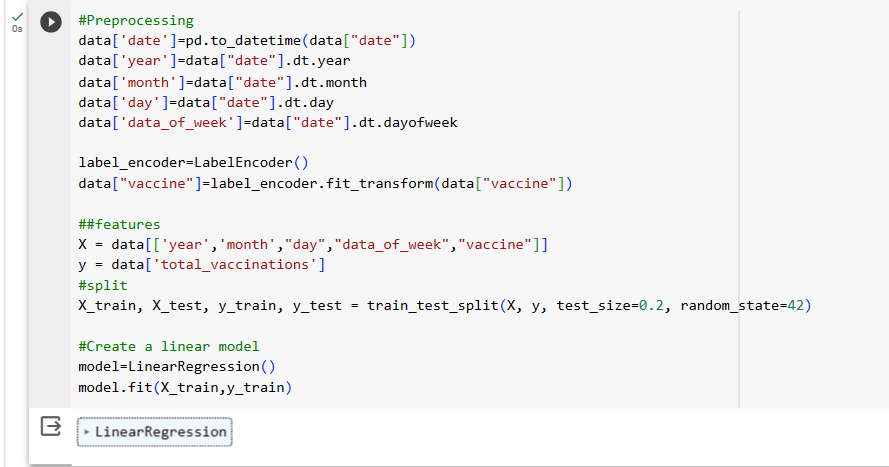 0s
#Preprocessing
data['date']=pd.to_datetime(data["date"])
data['year']=data["date"].dt.year
data['month']=data["date"].dt.month
data['day']=data["date"].dt.day
data['data_of_week']=data["date"].dt.dayofweek
label_encoder=LabelEncoder()
data["vaccine"]=label_encoder.fit_transform(data["vaccine"])
##features
X = data[['year','month',"day","data_of_week","vaccine"]]
y = data['total_vaccinations']
#split
X_train, X_test, y_train, y_test = train_test_split(X, y, test_size=0.2, random_state=42)
#Create a linear model
model=LinearRegression()
model.fit(X_train,y_train)
LinearRegression